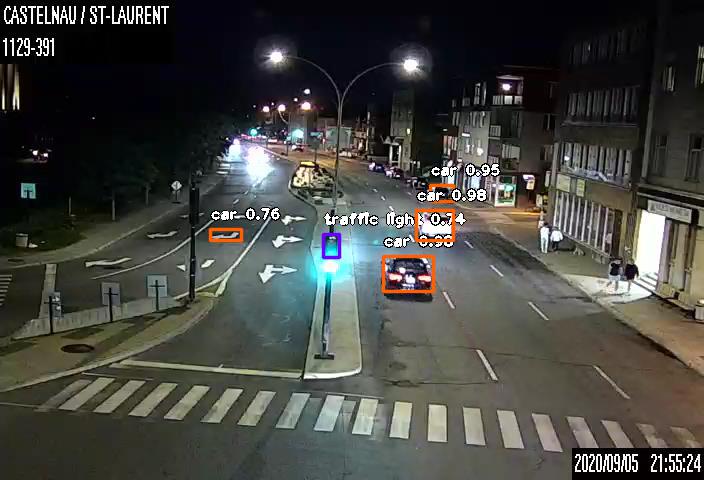 CASTELNAU / ST-LAURENT
1129-391
car 0.95
car 0.98
car 0.76
traffic ligh 0.74
car 0.98
2020/09/05 21:55:24